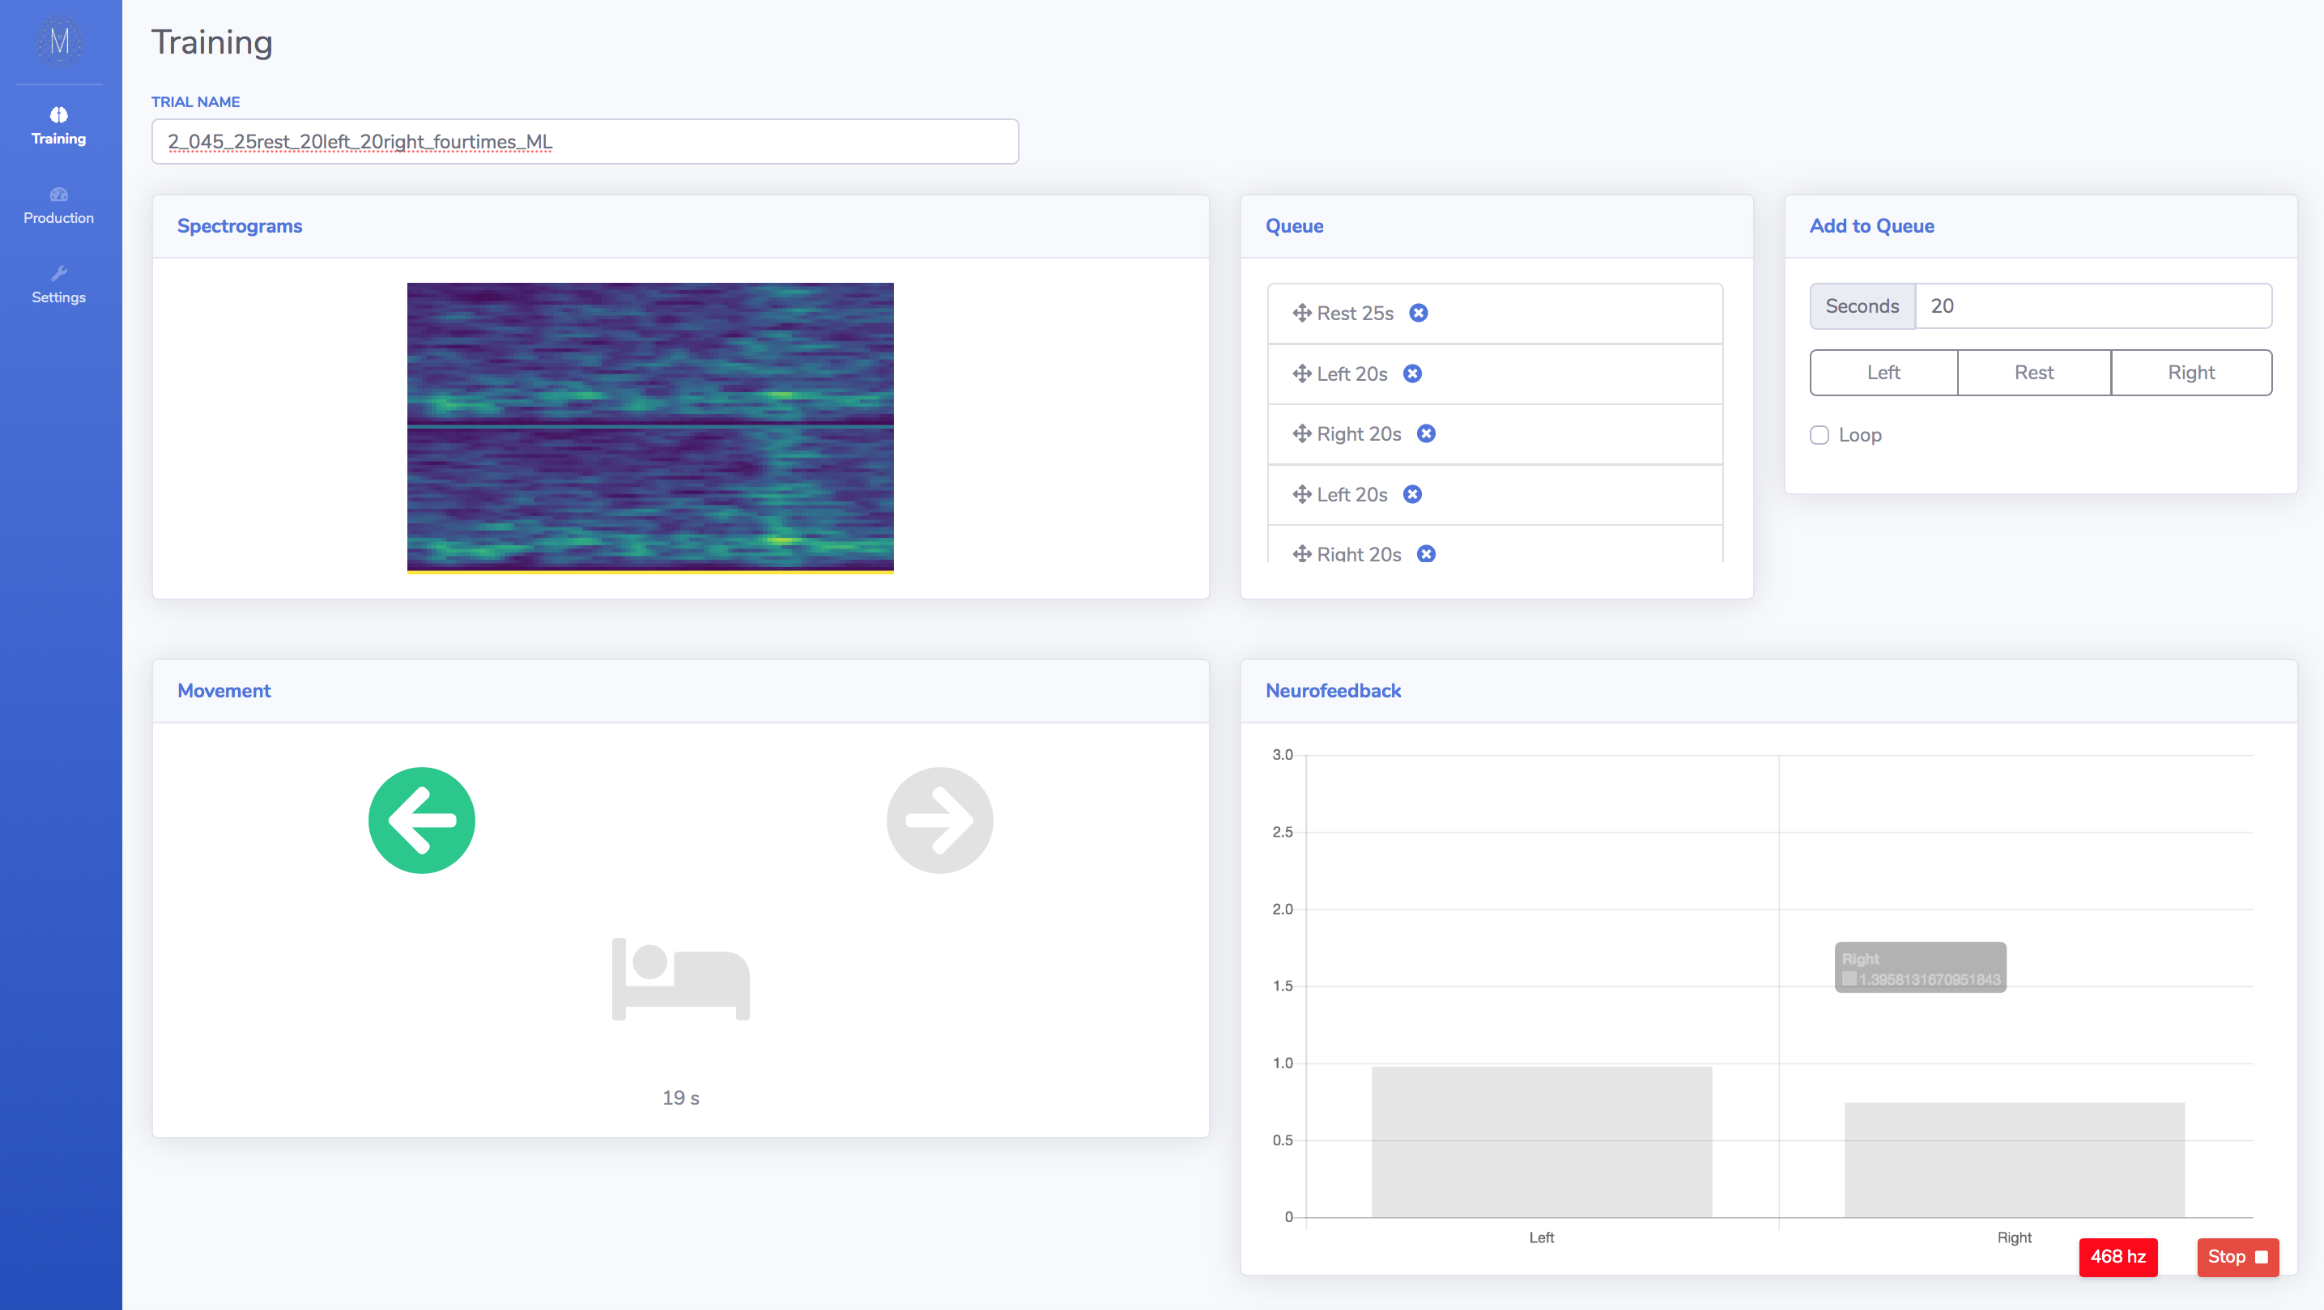 M
Training
Production
Settings
Training
TRIAL NAME
2_045_25rest_20left_20right_fourtimes_ML
Spectrograms
Queue
Rest 25s
Left 20s
Right 20s
Left 20s
Right 20s
Add to Queue
Seconds 20
Left Rest Right
Loop
Movement
19 s
Neurofeedback
3.0
2.5
2.0
1.5
1.0
0.5
0
Right
1.3958131670951843
Left Right
468 hz Stop